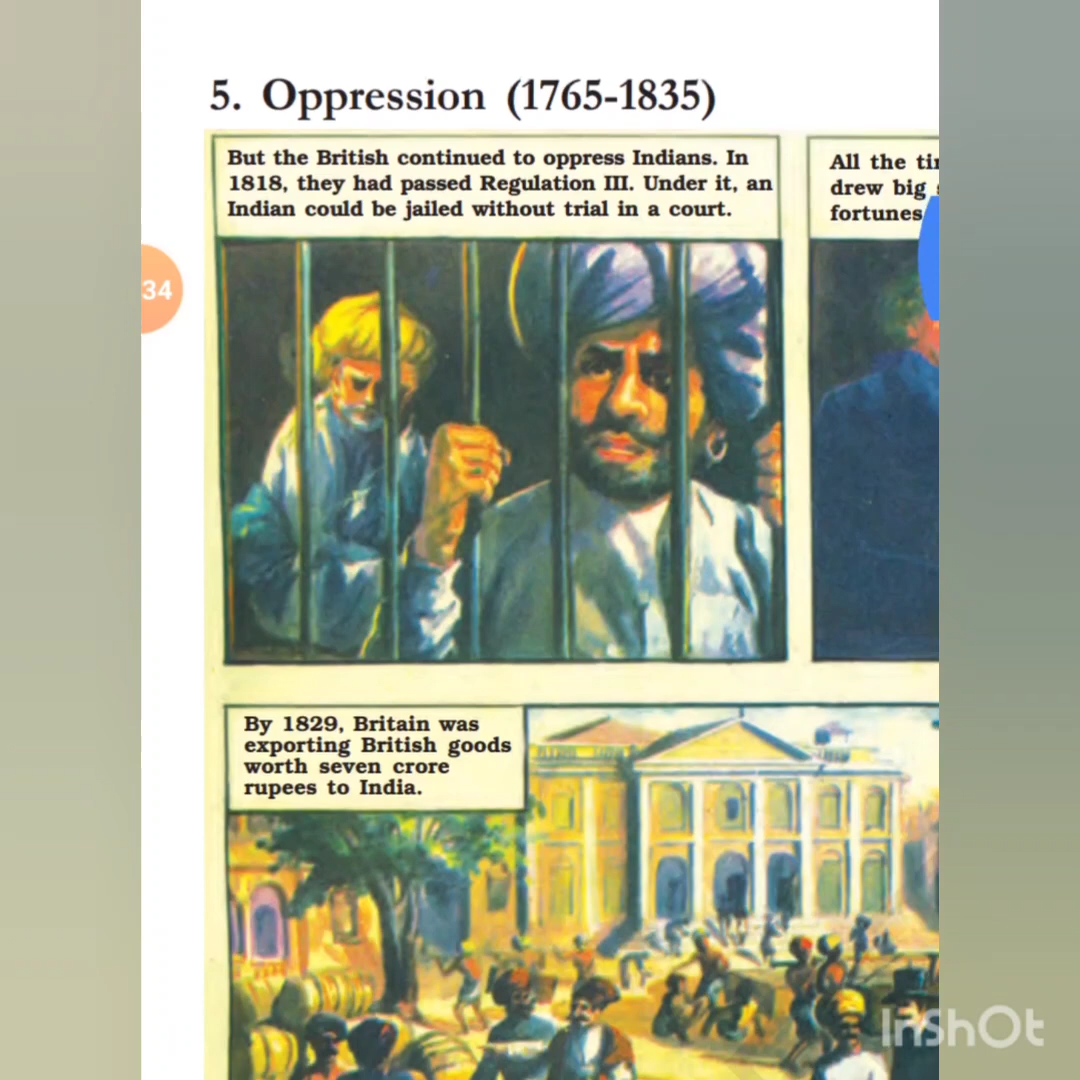 5. Oppression (1765-1835)
But the British continued to oppress Indians. In
1818, they had passed Regulation III. Under it, an
Indian could be jailed without trial in a court.
All the
drew big
fortunes
34
By 1829, Britain was
exporting British goods
worth seven crore
rupees to India.
InShOt